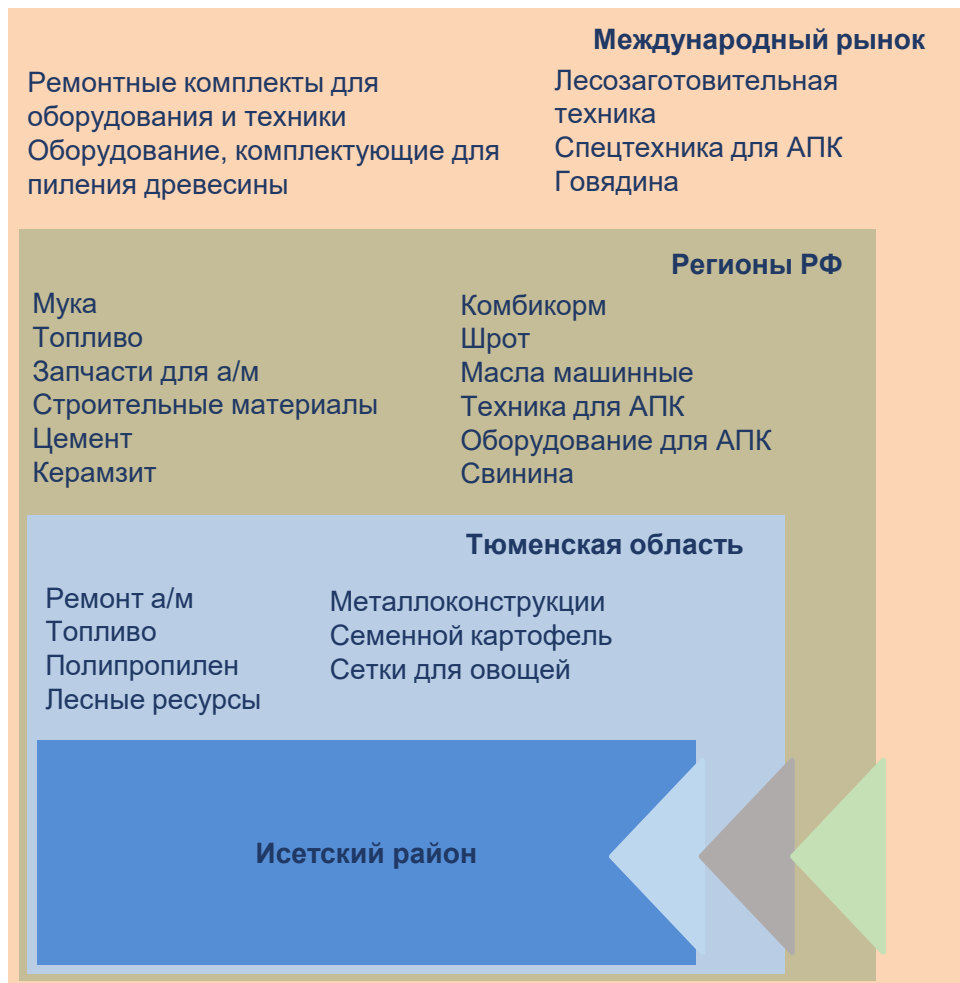 Международный рынок
Ремонтные комплекты для
оборудования и техники
Оборудование, комплектующие для
пиления древесины
Лесозаготовительная
техника
Спецтехника для АПК
Говядина
Регионы РФ
Мука
Топливо
Запчасти для а/м
Строительные материалы
Цемент
Керамзит
Комбикорм
Шрот
Масла машинные
Техника для АПК
Оборудование для АПК
Свинина
Тюменская область
Ремонт а/м
Топливо
Полипропилен
Лесные ресурсы
Металлоконструкции
Семенной картофель
Сетки для овощей
Исетский район